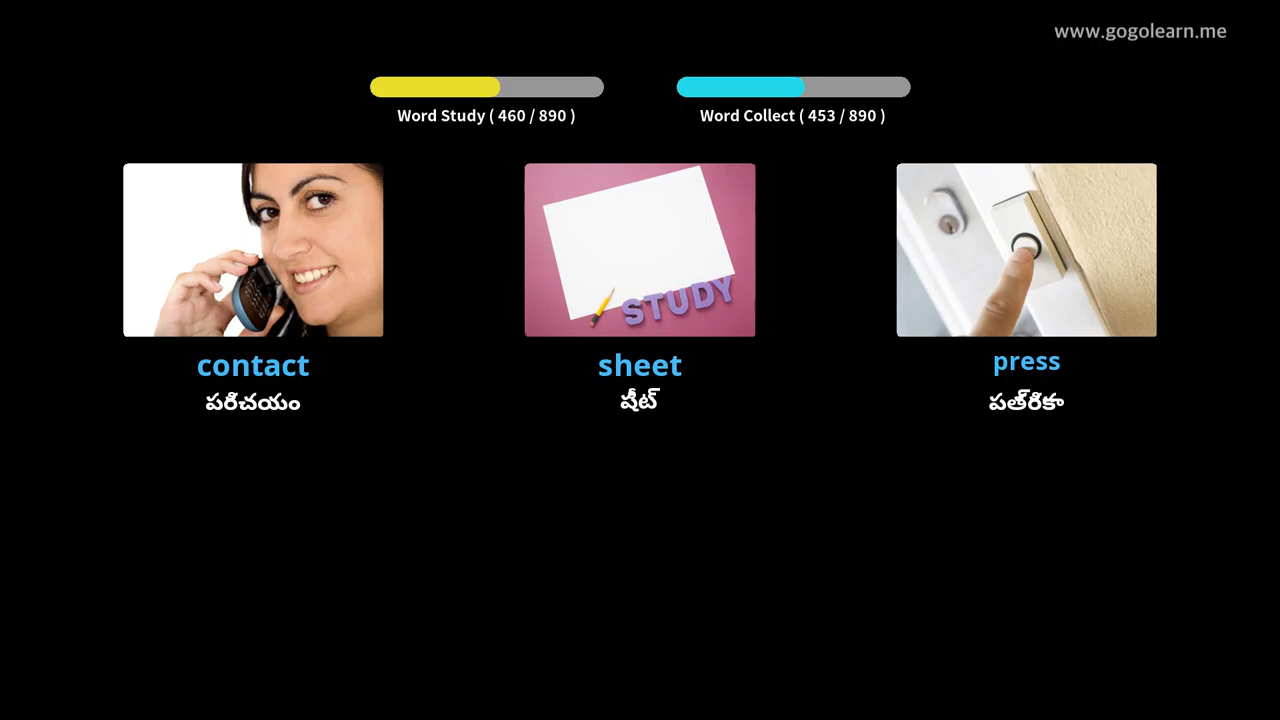 www.gogolearn.me
Word Study ( 460 / 890 )
Word Collect ( 453 / 890 )
STUDY
contact
sheet
press
పరిచయం
షీట్
పత్రికా